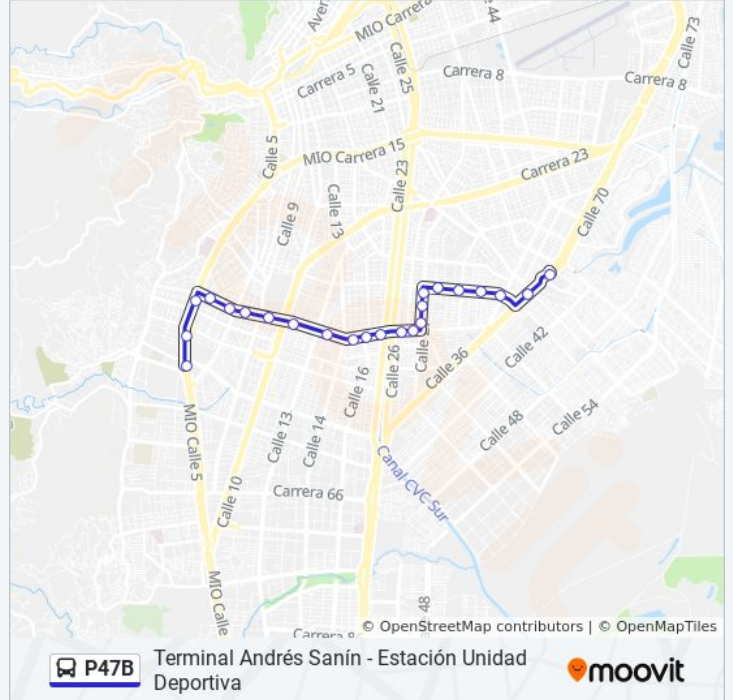 Aven
MIO Carrera
44
Calle 73
Carrera 5
Calle 21
Calle 25
Carrera 8
Carrera 8
Calle 5
MIO Carrera 15
Calle 23
Carrera 23
Calle 9
Calle 13
Calle 70
Calle 2
Calle 26
Calle 36
Calle 42
Calle 16
MIO Calle 5
Calle 13
Calle 14
Calle 48
Calle 54
Canal CVC Sur
Calle 10
Carrera 66
MIO Calle
48
Carrera 8
© OpenStreetMap contributors | © OpenMapTiles
P47B
Terminal Andrés Sanín - Estación Unidad
Deportiva
moovit